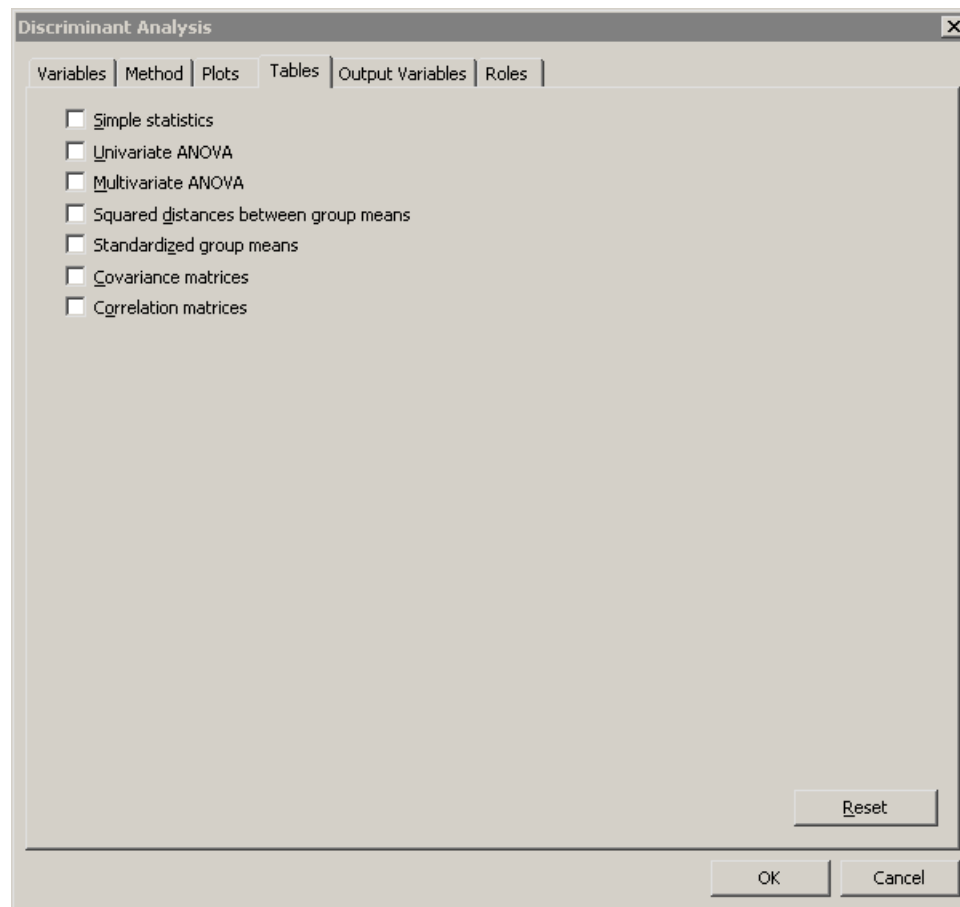 Discriminant Analysis
Variables Method Plots Tables Output Variables Roles
Simple statistics
Univariate ANOVA
Multivariate ANOVA
Squared distances between group means
Standardized group means
Covariance matrices
Correlation matrices
Reset
OK Cancel